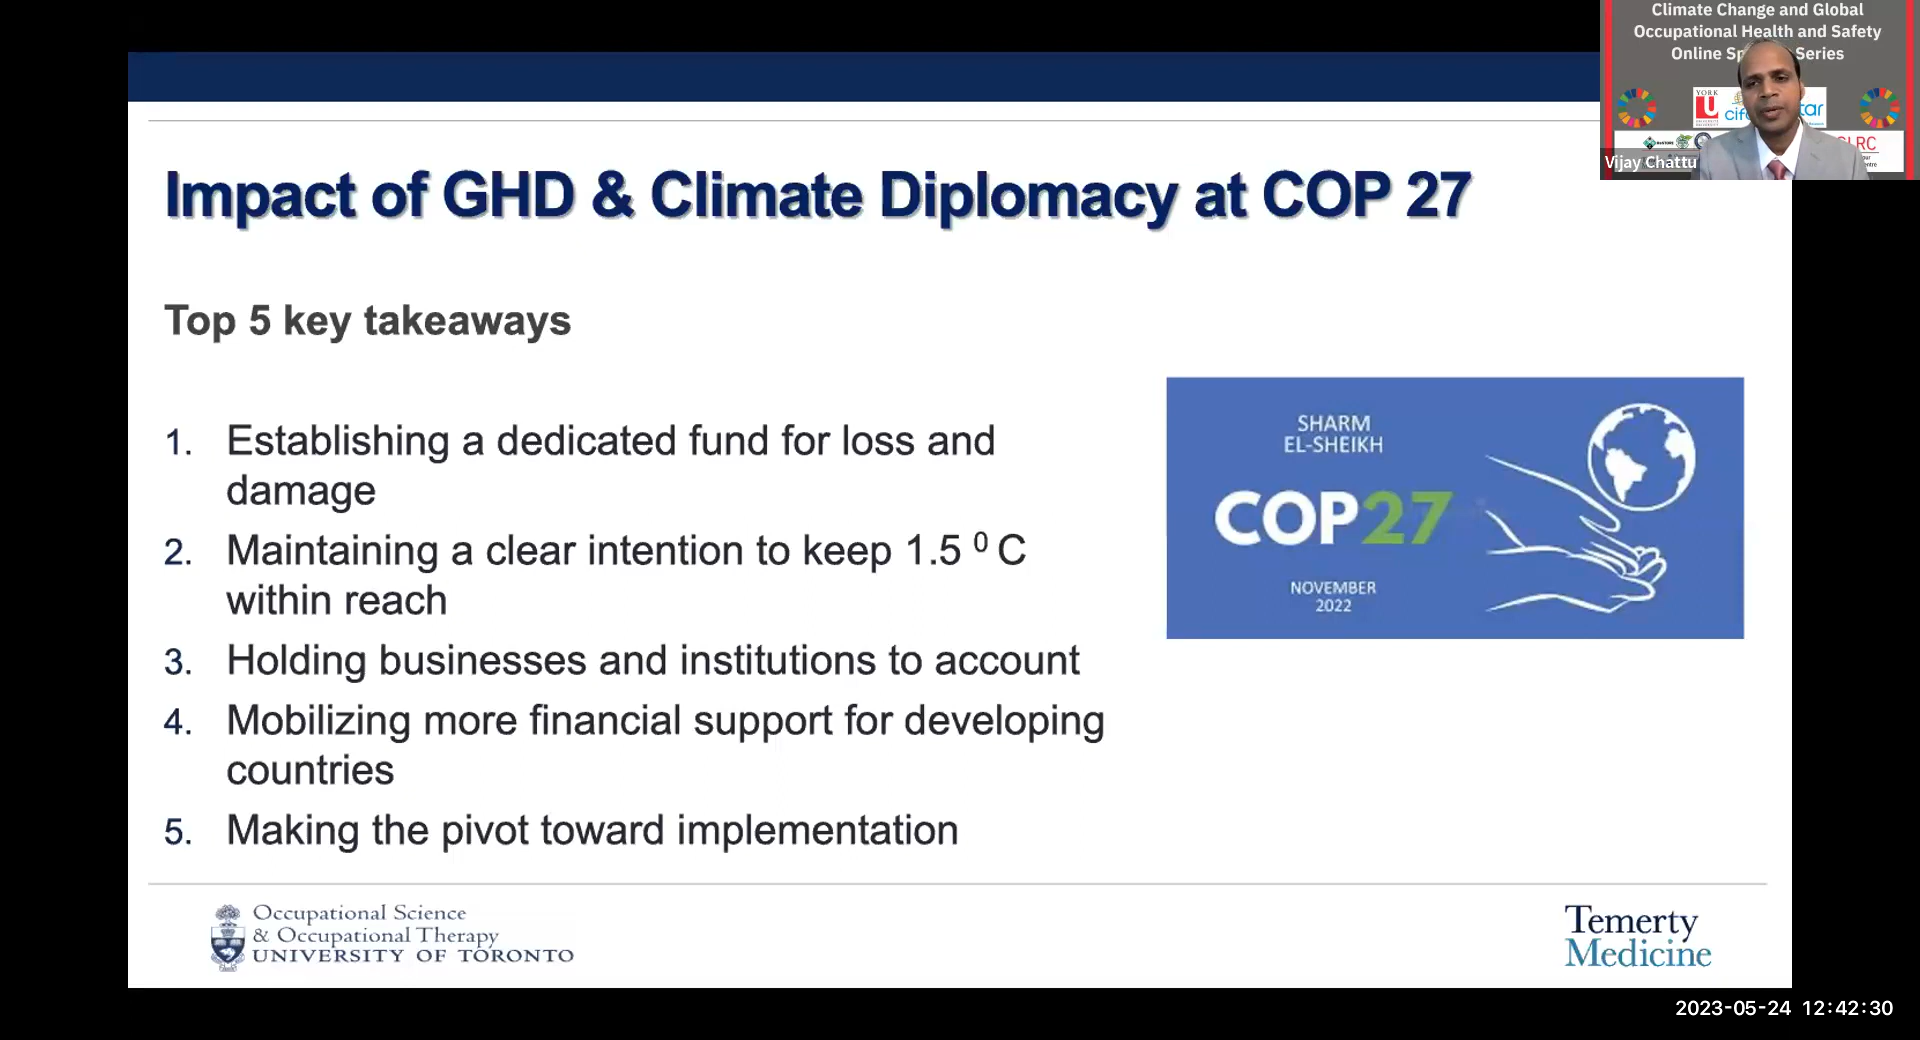 Climate Change and Global
Occupational Health and Safety
Online Series
YORK
U
tar
LRC
Vijay Chattu
Impact of GHD & Climate Diplomacy at COP 27
Top 5 key takeaways
1. Establishing a dedicated fund for loss and
damage
2. Maintaining a clear intention to keep 1.5 ⁰ C
within reach
3. Holding businesses and institutions to account
4. Mobilizing more financial support for developing
countries
5. Making the pivot toward implementation
SHARM
EL-SHEIKH
COP27
NOVEMBER
2022
Occupational Science
& Occupational Therapy
UNIVERSITY OF TORONTO
Temerty
Medicine
2023-05-24 12:42:30